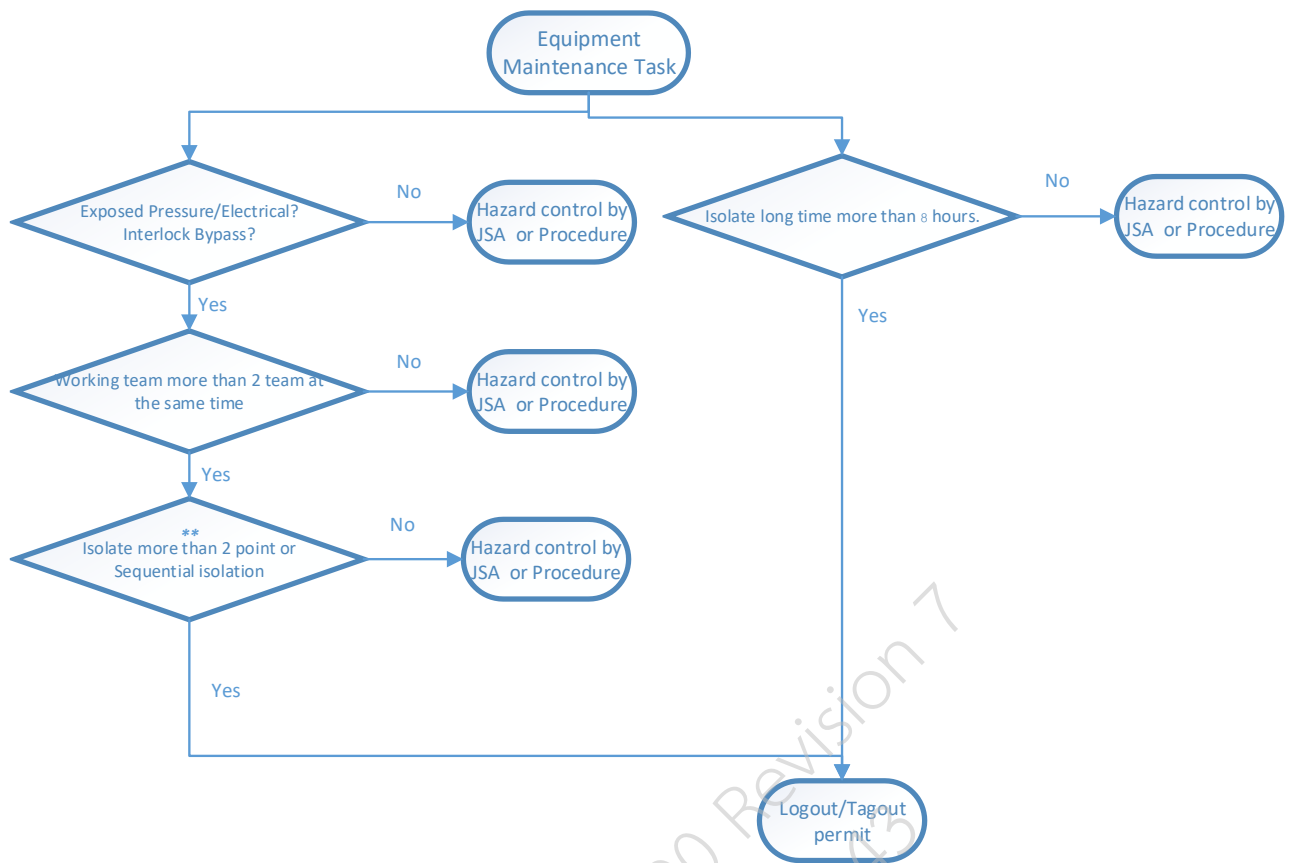 Equipment
Maintenance Task
Exposed Pressure/Electrical?
Interlock Bypass?
No
Hazard control by
JSA or Procedure
Isolate long time more than 8 hours.
No
Hazard control by
JSA or Procedure
Yes
Yes
Working team more than 2 team at
the same time
No
Hazard control by
JSA or Procedure
Yes
**
Isolate more than 2 point or
Sequential isolation
No
Hazard control by
JSA or Procedure
Yes
Logout/Tagout
permit
Revision 7